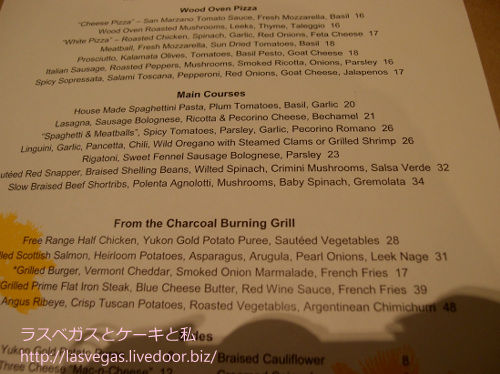 Wood Oven Pizza
"Cheese Pizza" – San Marzano Tomato Sauce, Fresh Mozzarella, Basil 16
Wood Oven Roasted Mushrooms, Leeks, Thyme, Taleggio 16
"White Pizza" – Roasted Chicken, Spinach, Garlic, Red Onions, Feta Cheese 17
Meatball, Fresh Mozzarella, Sun Dried Tomatoes, Basil 18
Prosciutto, Kalamata Olives, Tomatoes, Basil Pesto, Goat Cheese 18
Italian Sausage, Roasted Peppers, Mushrooms, Smoked Ricotta, Onions, Parsley 16
Spicy Sopressata, Salami Toscana, Pepperoni, Red Onions, Goat Cheese, Jalapenos 17
Main Courses
House Made Spaghettini Pasta, Plum Tomatoes, Basil, Garlic 20
Lasagna, Sausage Bolognese, Ricotta & Pecorino Cheese, Bechamel 21
"Spaghetti & Meatballs", Spicy Tomatoes, Parsley, Garlic, Pecorino Romano 26
Linguini, Garlic, Pancetta, Chili, Wild Oregano with Steamed Clams or Grilled Shrimp 26
Rigatoni, Sweet Fennel Sausage Bolognese, Parsley 23
utéed Red Snapper, Braised Shelling Beans, Wilted Spinach, Crimini Mushrooms, Salsa Verde 32
Slow Braised Beef Shortribs, Polenta Agnolotti, Mushrooms, Baby Spinach, Gremolata 34
From the Charcoal Burning Grill
Free Range Half Chicken, Yukon Gold Potato Puree, Sautéed Vegetables 28
lled Scottish Salmon, Heirloom Potatoes, Asparagus, Arugula, Pearl Onions, Leek Nage 31
*Grilled Burger, Vermont Cheddar, Smoked Onion Marmalade, French Fries 17
Grilled Prime Flat Iron Steak, Blue Cheese Butter, Red Wine Sauce, French Fries 39
Angus Ribeye, Crisp Tuscan Potatoes, Roasted Vegetables, Argentinean Chimichurri 48
ラスベガスとケーキと私
des
http://lasvegas.livedoor.biz/
Yukon Gold Potato
Braised Cauliflower 8
Three Cheese "Mac-n-Cheese" 12